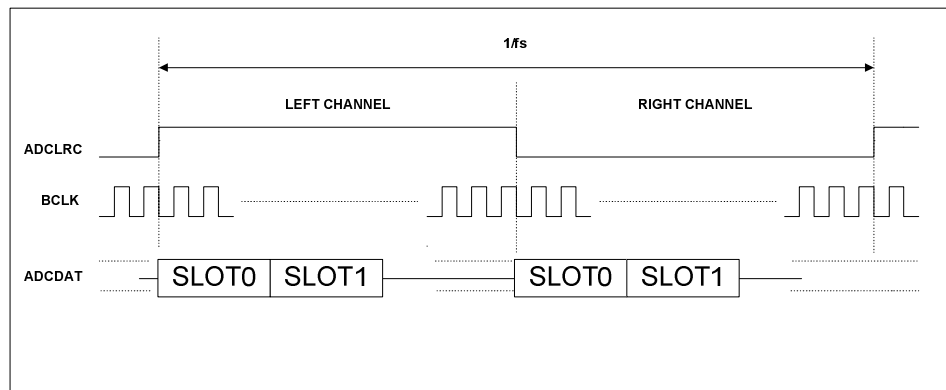 1/fs
LEFT CHANNEL RIGHT CHANNEL
ADCLRC
BCLK
ADCDAT SLOT0 SLOT1 SLOT0 SLOT1